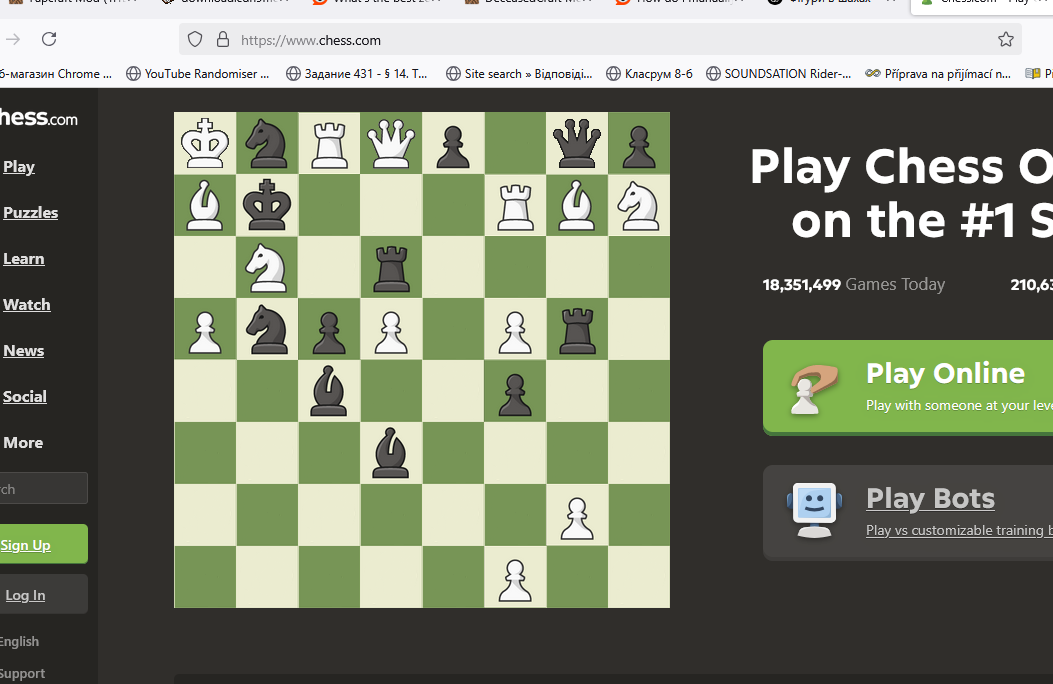 https://www.chess.com
YouTube Randomiser ...
Задание 431 - § 14. Т...
Site search » Відповіді...
Класрум 8-б
SOUNDSATION Rider-...
Příprava na přijímací n...
б-магазин Chrome ...
hess.com
Play
Puzzles
Learn
Watch
News
Social
More
rch
Sign Up
Log In
English
Support
Play Chess O
on the #1 S
18,351,499 Games Today
210,63
Play Online
Play with someone at your leve
Play Bots
Play vs customizable training b